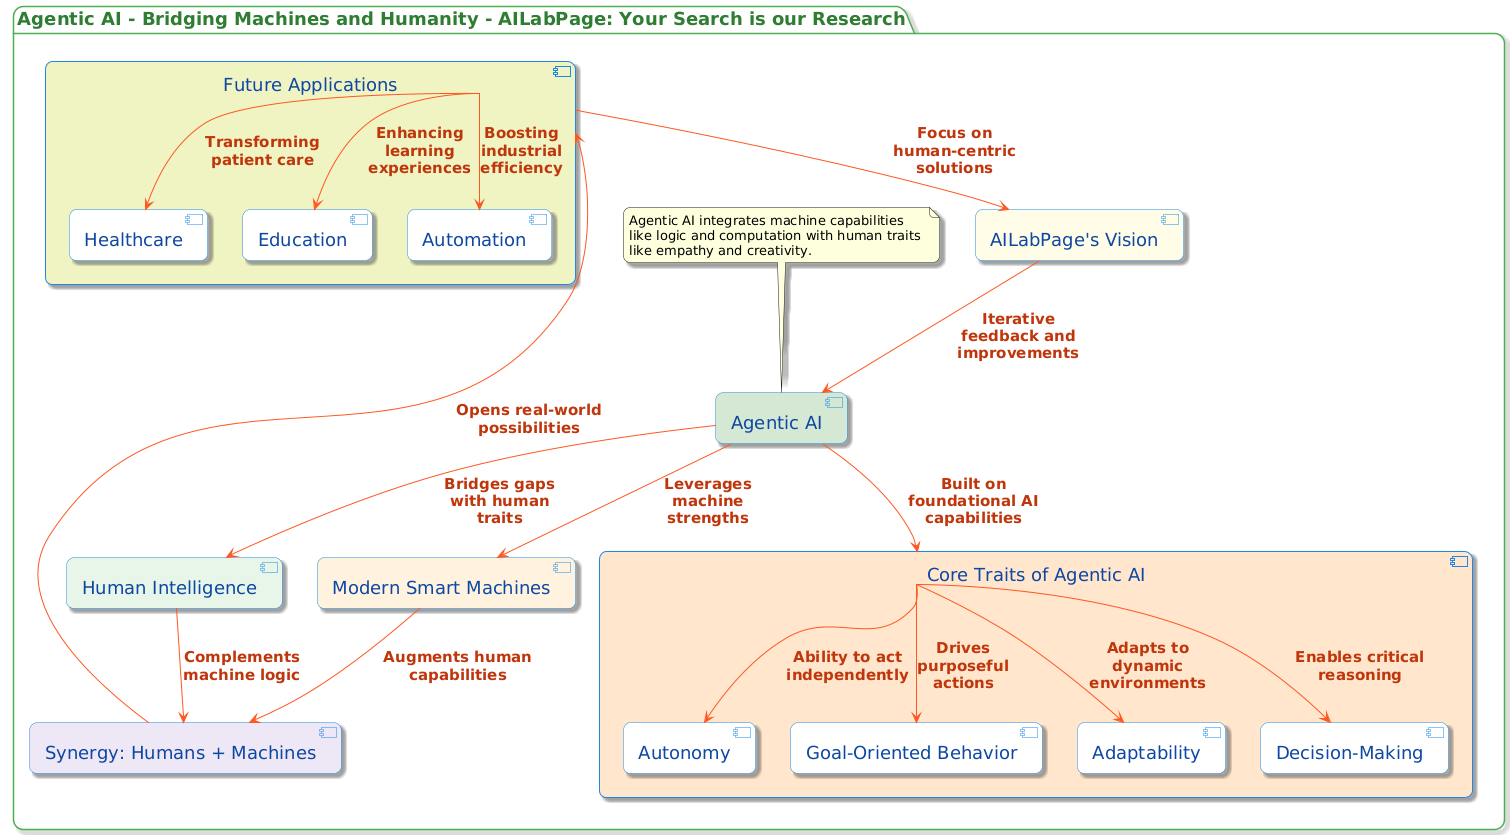 Agentic AI - Bridging Machines and Humanity - AILabPage: Your Search is our Research
Future Applications
Transforming
patient care
Enhancing
learning
experiences
Boosting
industrial
efficiency
Healthcare
Education
Automation
Focus on
human-centric
solutions
Agentic AI integrates machine capabilities
like logic and computation with human traits
like empathy and creativity.
AILabPage's Vision
Iterative
feedback and
improvements
Opens real-world
possibilities
Agentic AI
Bridges gaps
with human
traits
Leverages
machine
strengths
Built on
foundational AI
capabilities
Human Intelligence
Modern Smart Machines
Core Traits of Agentic AI
Complements
machine logic
Augments human
capabilities
Ability to act
independently
Drives
purposeful
actions
Adapts to
dynamic
environments
Enables critical
reasoning
Synergy: Humans + Machines
Autonomy
Goal-Oriented Behavior
Adaptability
Decision-Making